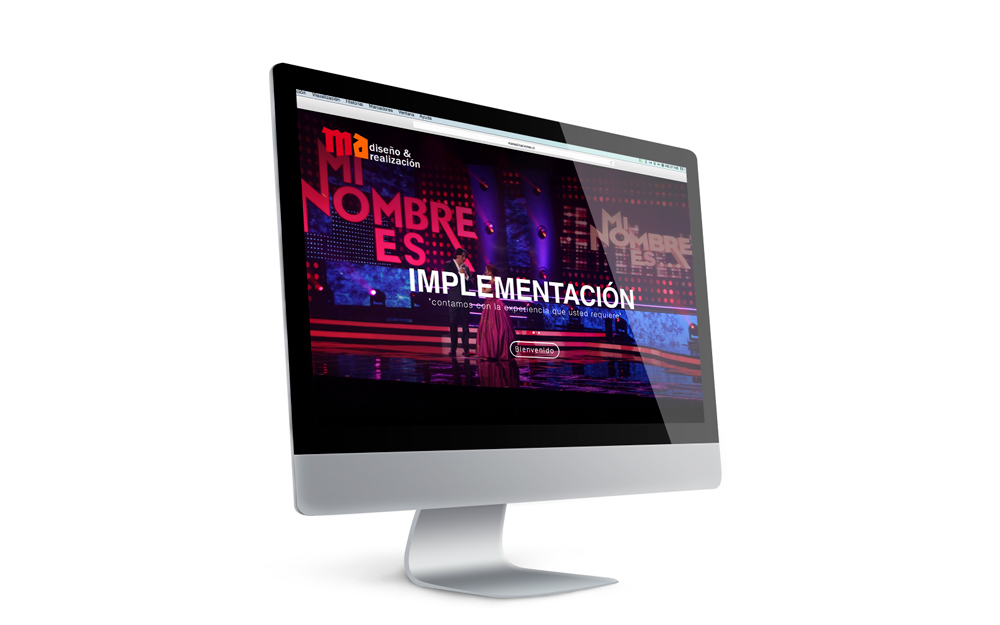 Visualización Historial Marcadores Ventana Ayuda
ma diseño &
realización
MI
NOMBRE
ES
MI
NOMBRE
ES
IMPLEMENTACIÓN
"contamos con la experiencia que usted requiere"
Bienvenido